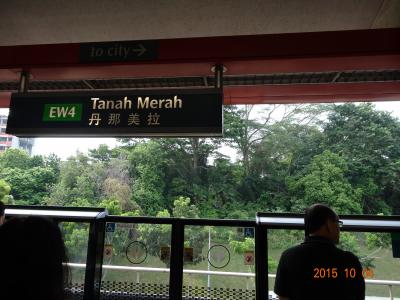 to city →
EW4 Tanah Merah
丹那美拉
2015 10